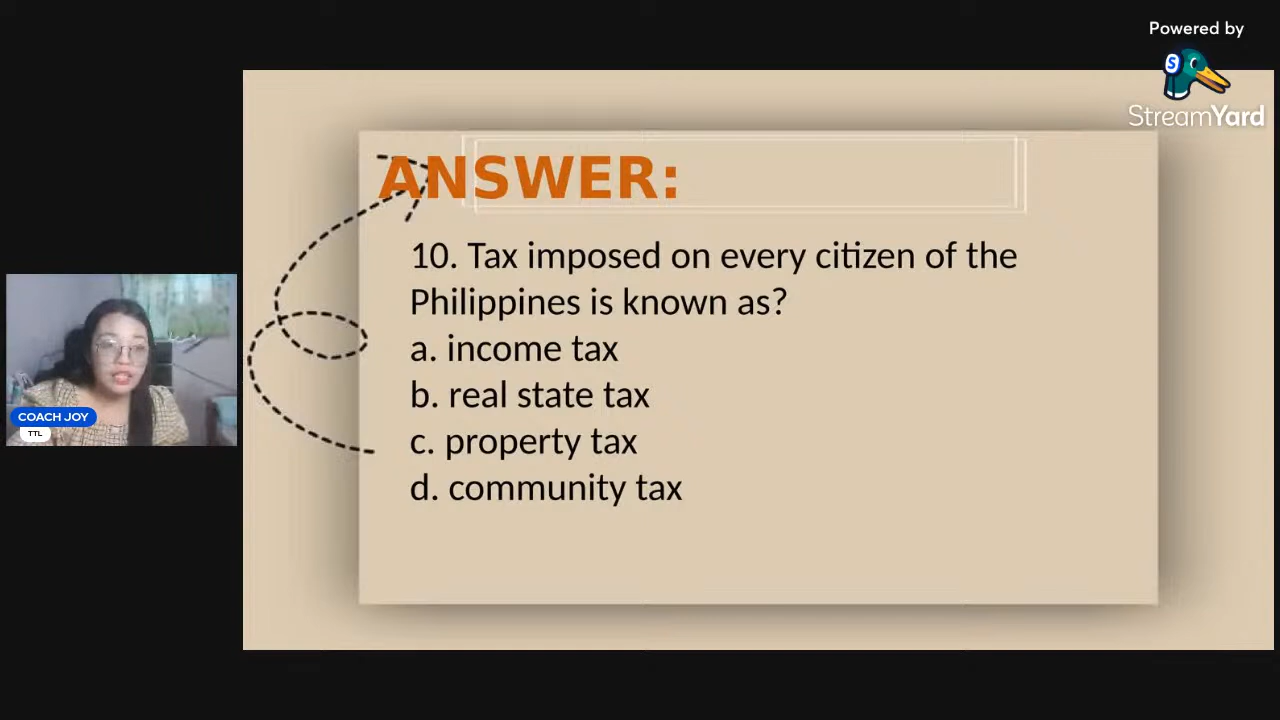 Powered by
StreamYard
ANSWER:
10. Tax imposed on every citizen of the
Philippines is known as?
a. income tax
b. real state tax
c. property tax
d. community tax
COACH JOY
TTL